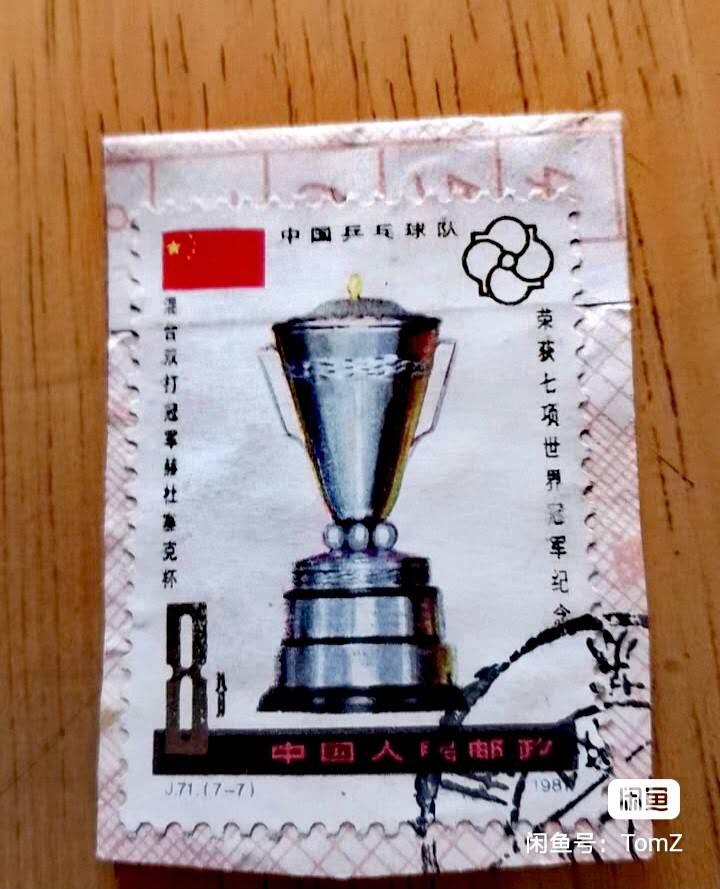 中国乒乓球队
混合双打冠军赫杜塞克杯
荣获七项世界冠军纪念
8分
中国人民邮政
J.71.(7-7)
198
闲鱼
闲鱼号：TomZ